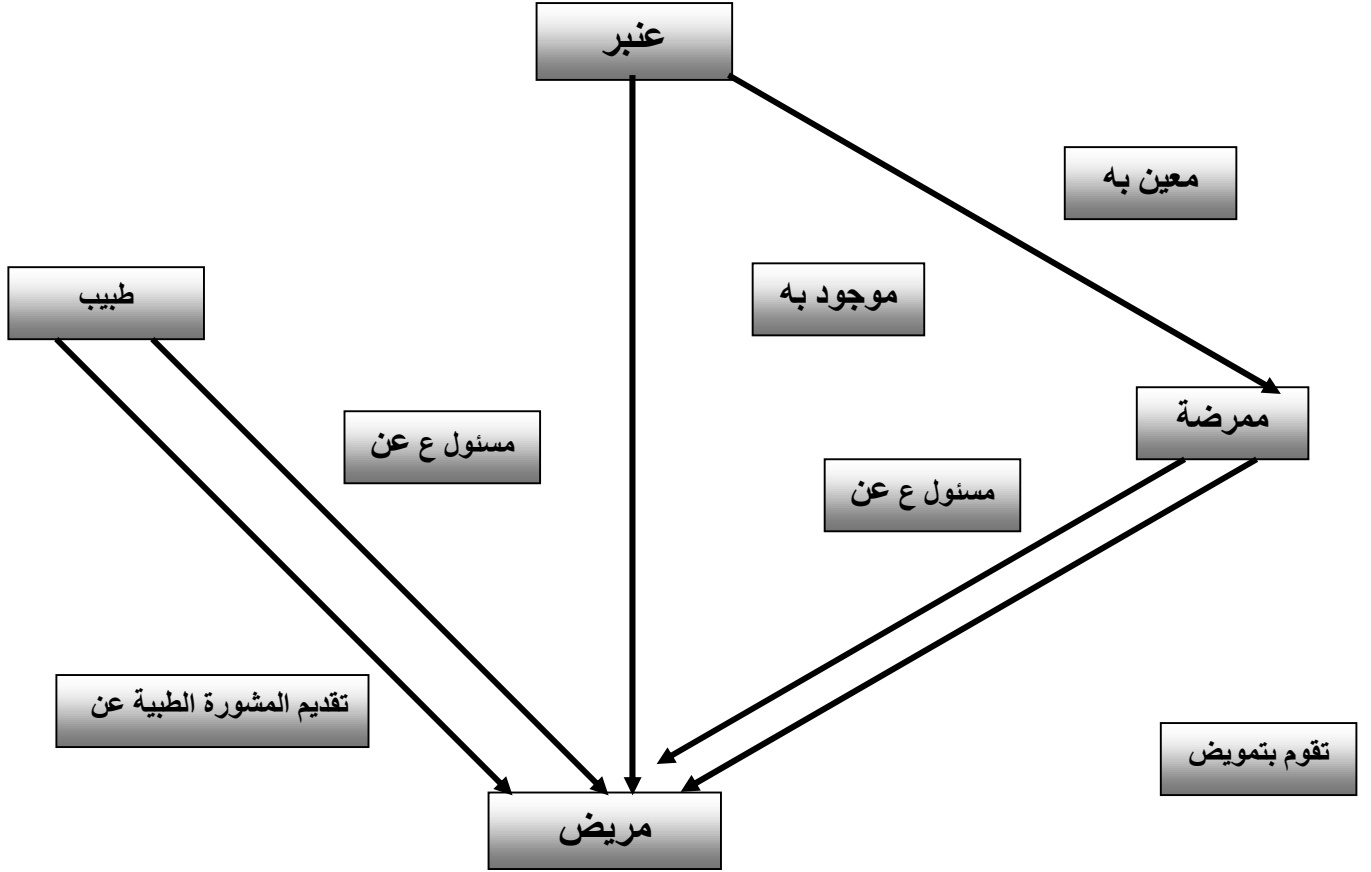 عنبر
معين به
موجود به
طبيب
ممرضة
مسئول ع عن
مسئول ع عن
تقديم المشورة الطبية عن
تقوم بتمويض
مريض